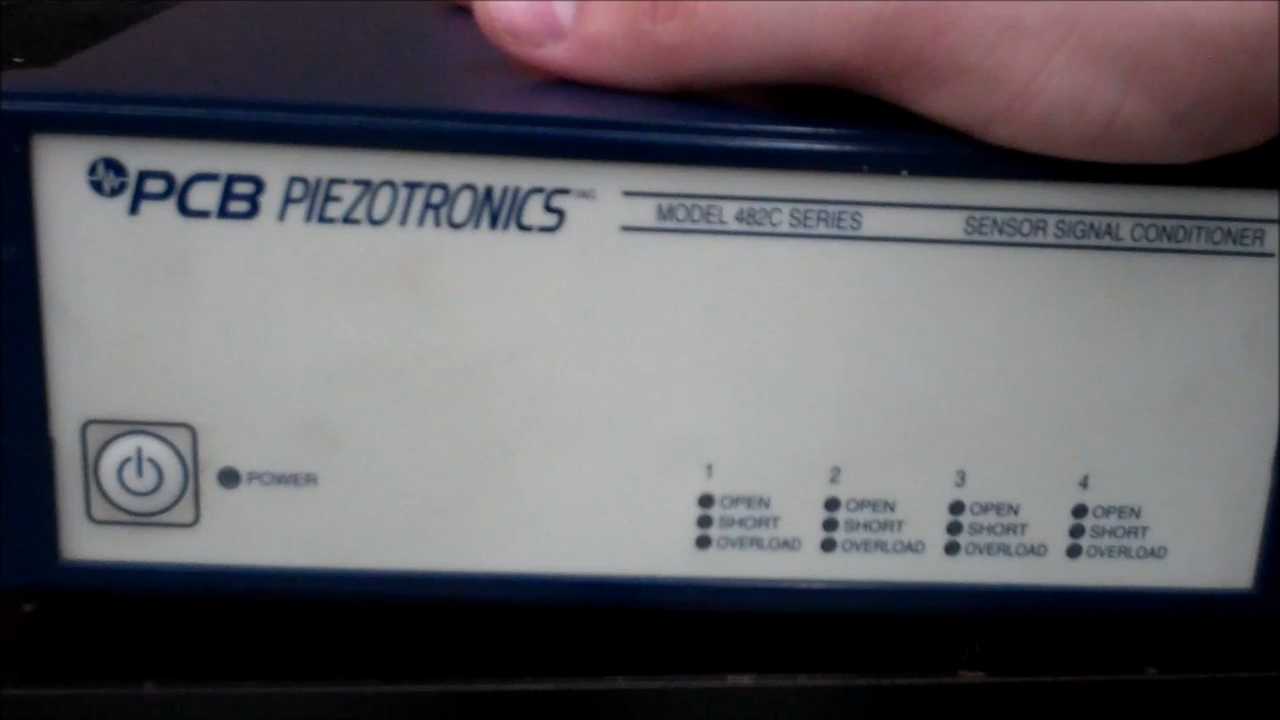 PCB PIEZOTRONICS INC.
MODEL 482C SERIES SENSOR SIGNAL CONDITIONER
POWER
1 2 3 4
OPEN OPEN OPEN OPEN
SHORT SHORT SHORT SHORT
OVERLOAD OVERLOAD OVERLOAD OVERLOAD